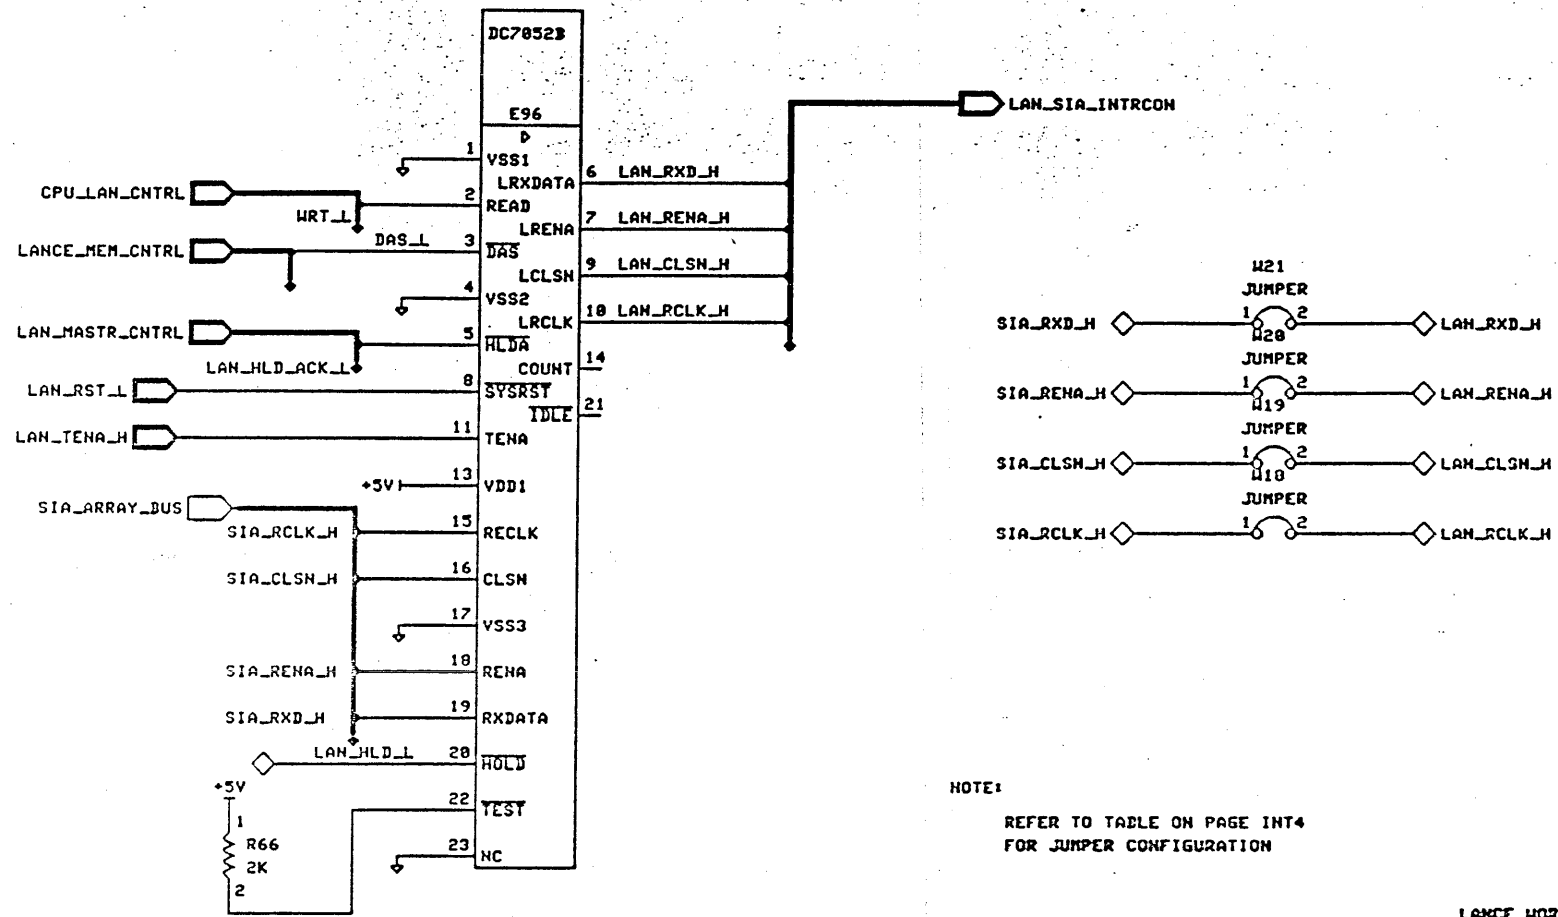 DC7052B
E96
LAN_SIA_INTRCON
1 VSS1
LRXDATA 6 LAN_RXD_H
CPU_LAN_CNTRL
WRT_L
2 READ
LRENA 7 LAN_RENA_H
LANCE_MEM_CNTRL
DAS_L
3 DAS
LCLSN 9 LAN_CLSN_H
4 VSS2
LRCLK 10 LAN_RCLK_H
LAN_MASTR_CNTRL
5 HLDA
LAN_HLD_ACK_L
COUNT 14
LAN_RST_L
8 SYSRST
IDLE 21
LAN_TENA_H
11 TENA
+5V
13 VDD1
SIA_ARRAY_BUS
SIA_RCLK_H
15 RECLK
SIA_CLSN_H
16 CLSN
17 VSS3
SIA_RENA_H
18 RENA
SIA_RXD_H
19 RXDATA
LAN_HLD_L
20 HOLD
+5V
22 TEST
1
R66
2K
2
23 NC
W21
JUMPER
SIA_RXD_H 1 2 LAN_RXD_H
W20
JUMPER
SIA_RENA_H 1 2 LAN_RENA_H
W19
JUMPER
SIA_CLSN_H 1 2 LAN_CLSN_H
W18
JUMPER
SIA_RCLK_H 1 2 LAN_RCLK_H
NOTE:
REFER TO TABLE ON PAGE INT4
FOR JUMPER CONFIGURATION
LANCE